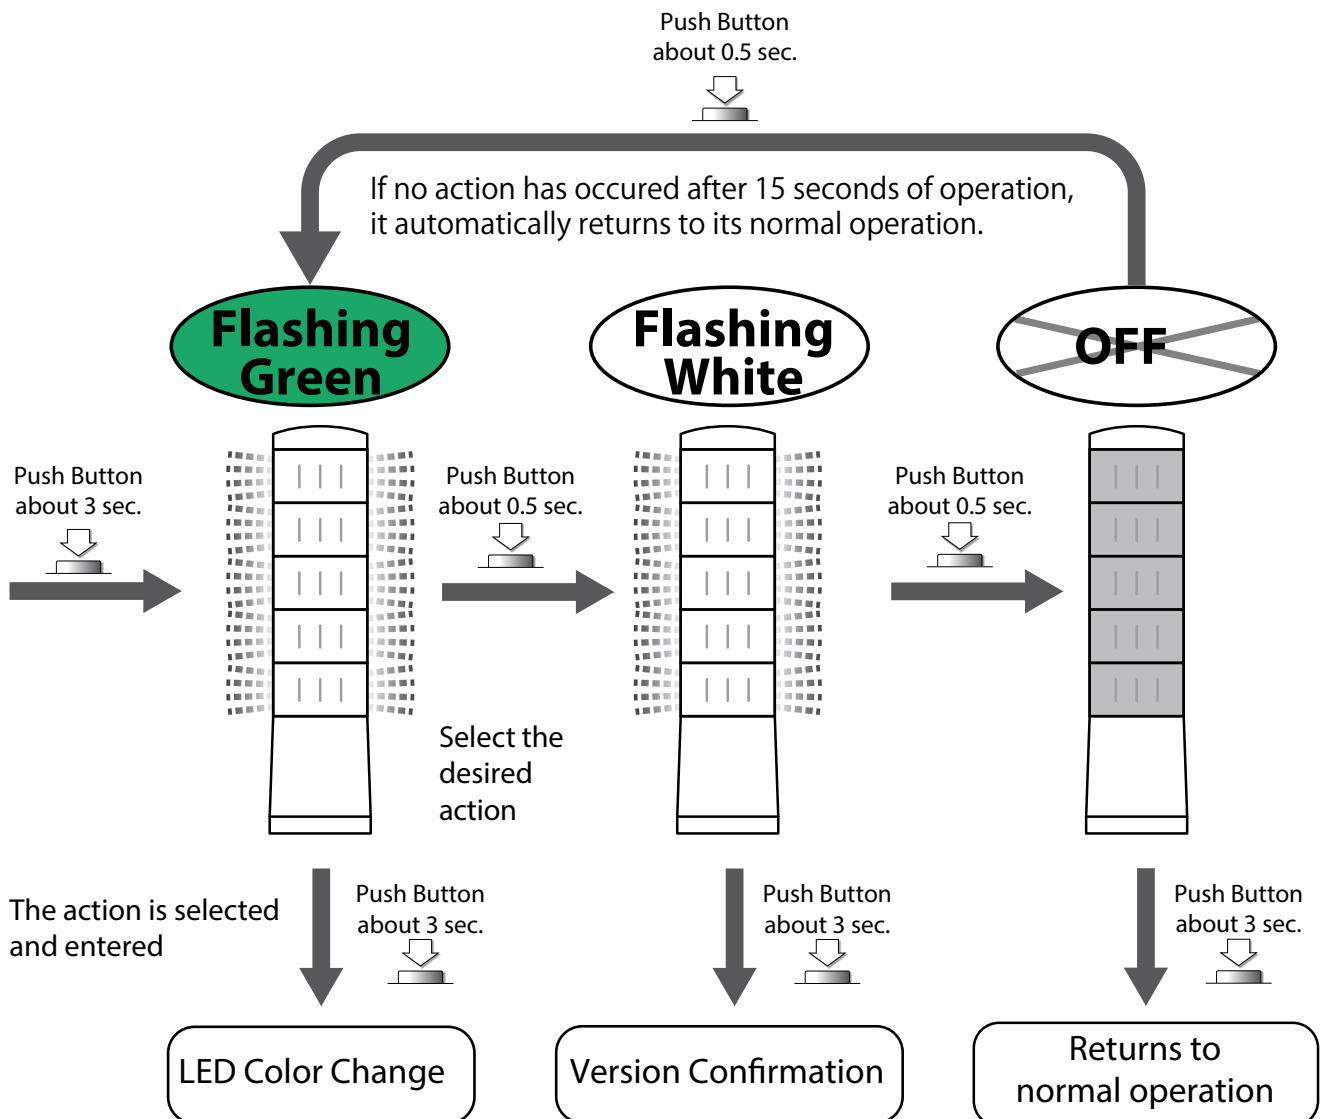 Push Button
about 0.5 sec.
If no action has occured after 15 seconds of operation,
it automatically returns to its normal operation.
Flashing
Green
Flashing
White
OFF
Push Button
about 3 sec.
Push Button
about 0.5 sec.
Push Button
about 0.5 sec.
Select the
desired
action
The action is selected
and entered
Push Button
about 3 sec.
Push Button
about 3 sec.
Push Button
about 3 sec.
LED Color Change
Version Confirmation
Returns to
normal operation